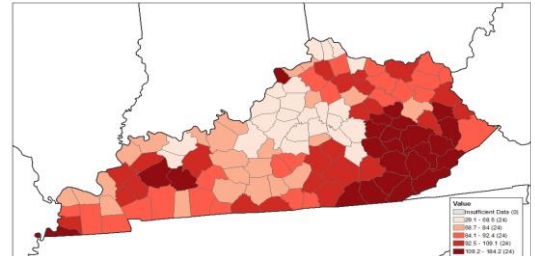 Value
Insufficient Data (0)
29.1 - 68.6 (24)
68.7 - 84 (24)
84.1 - 92.4 (24)
92.5 - 109.1 (24)
109.2 - 184.2 (24)